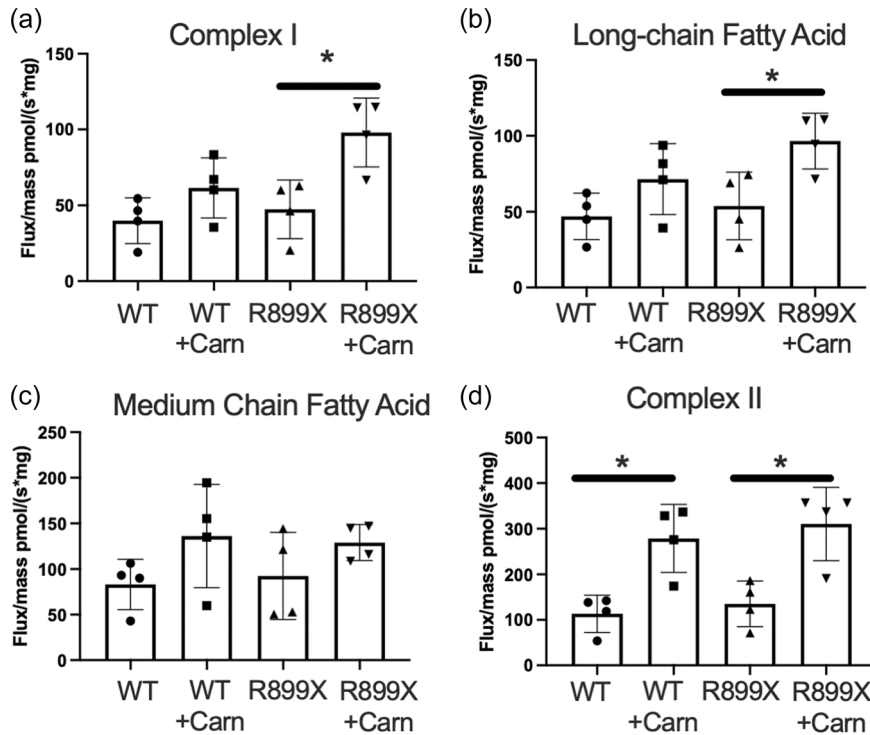 (a)
Complex I
Flux/mass pmol/(s*mg)
150
100
50
0
*
WT
WT
+Carn
R899X
R899X
+Carn
(b)
Long-chain Fatty Acid
Flux/mass pmol/(s*mg)
150
100
50
0
*
WT
WT
+Carn
R899X
R899X
+Carn
(c)
Medium Chain Fatty Acid
Flux/mass pmol/(s*mg)
250
200
150
100
50
0
WT
WT
+Carn
R899X
R899X
+Carn
(d)
Complex II
Flux/mass pmol/(s*mg)
500
400
300
200
100
0
*
*
WT
WT
+Carn
R899X
R899X
+Carn